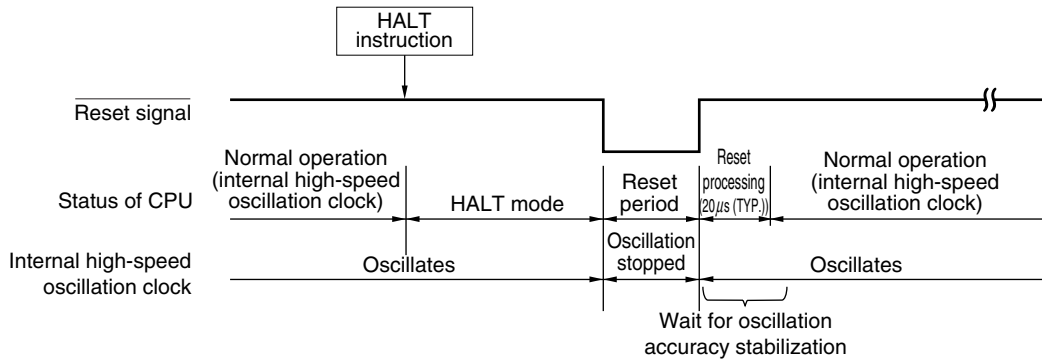 HALT
instruction
Reset signal
Normal operation
(internal high-speed
oscillation clock)
Status of CPU
HALT mode
Reset
period
Reset
processing
(20 μs (TYP.))
Normal operation
(internal high-speed
oscillation clock)
Internal high-speed
oscillation clock
Oscillates
Oscillation
stopped
Oscillates
Wait for oscillation
accuracy stabilization